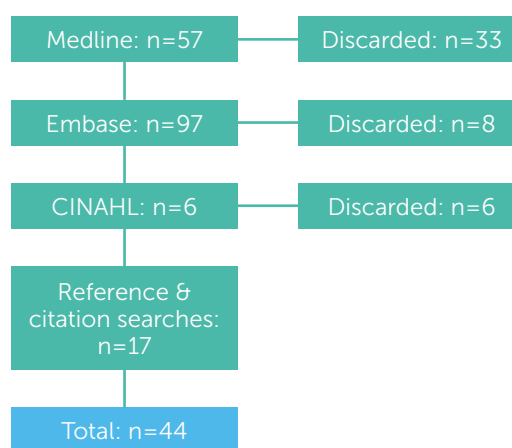 Medline: n=57
Discarded: n=33
Embase: n=97
Discarded: n=8
CINAHL: n=6
Discarded: n=6
Reference &
citation searches:
n=17
Total: n=44